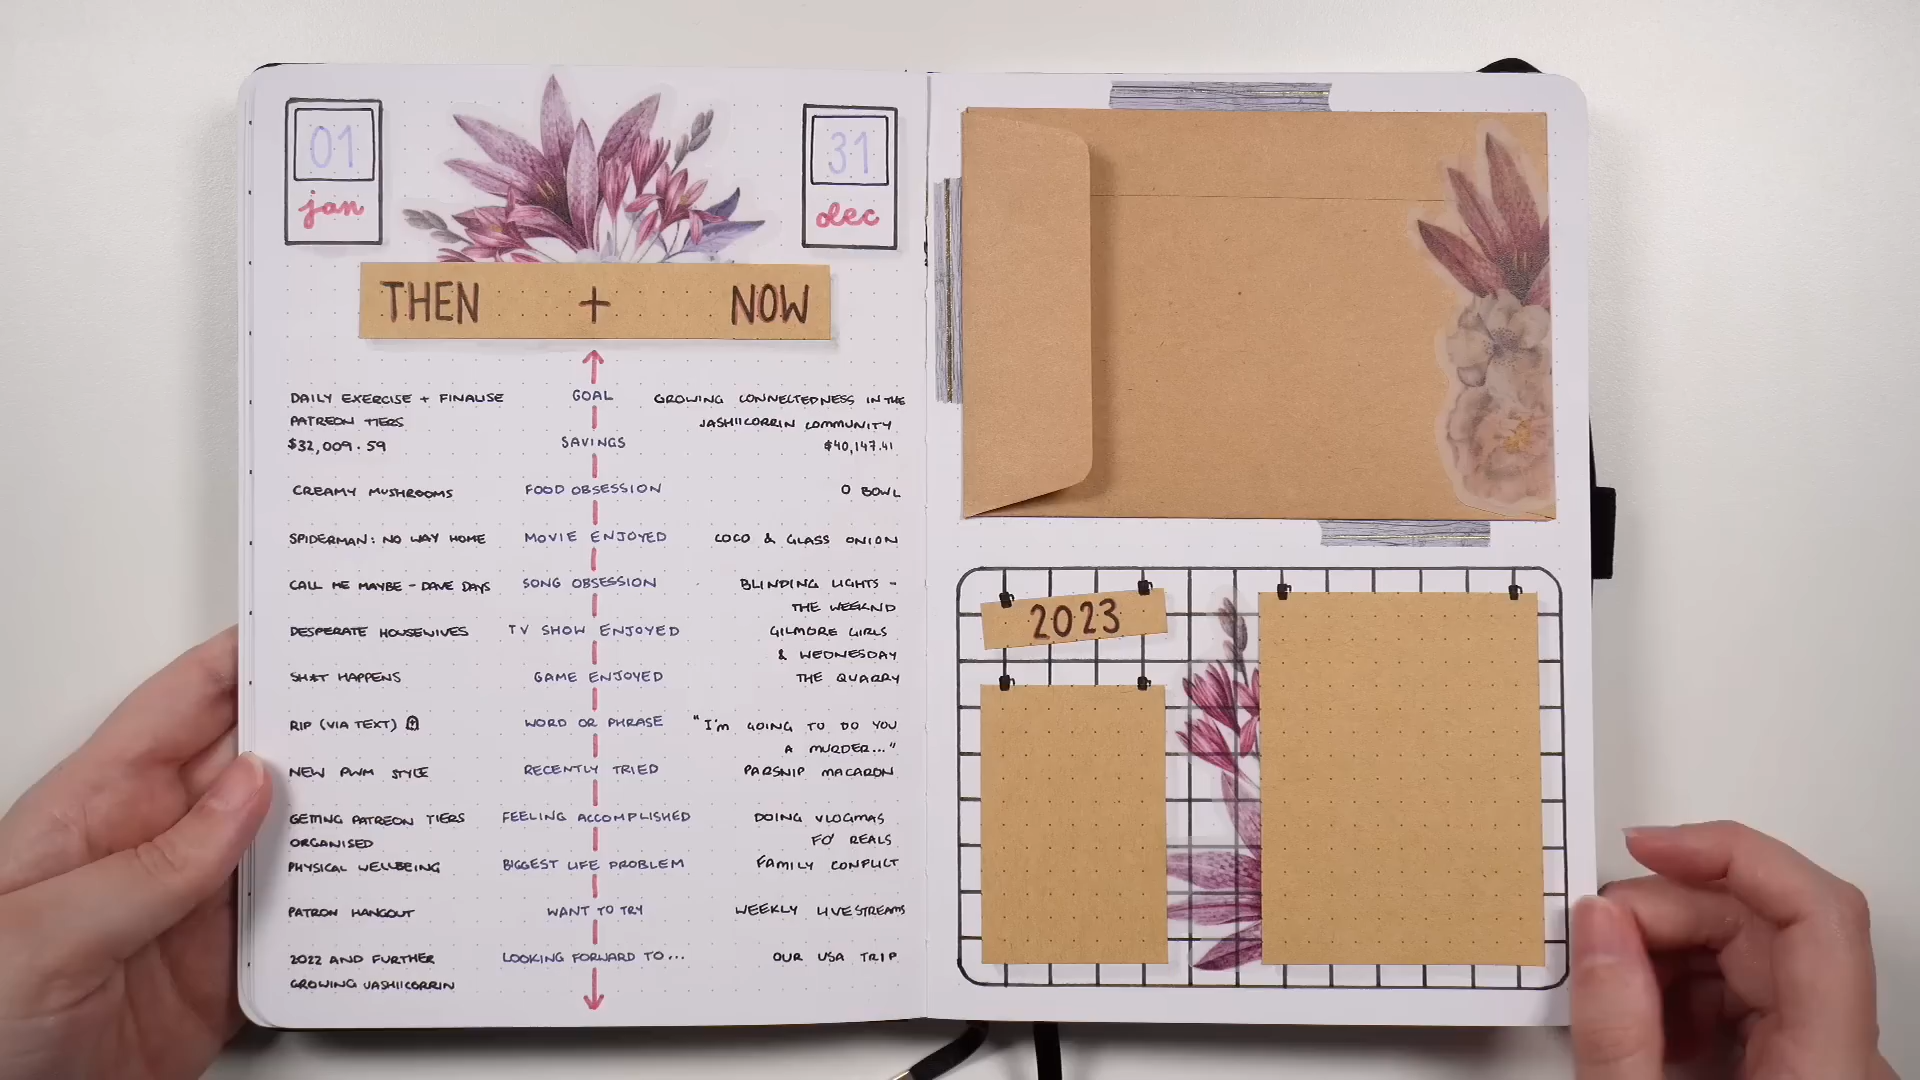 01
jan
31
dec
THEN + NOW
DAILY EXERCISE + FINALISE
PATREON TIERS
GOAL
GROWING CONNECTEDNESS IN THE
JASHIICORRIN COMMUNITY
$32,009.59
SAVINGS
$40,147.41
CREAMY MUSHROOMS
FOOD OBSESSION
O BOWL
SPIDERMAN: NO WAY HOME
MOVIE ENJOYED
COCO & GLASS ONION
CALL ME MAYBE - DAVE DAYS
SONG OBSESSION
BLINDING LIGHTS -
THE WEEKND
DESPERATE HOUSEWIVES
TV SHOW ENJOYED
GILMORE GIRLS
& WEDNESDAY
SH*T HAPPENS
GAME ENJOYED
THE QUARRY
RIP (VIA TEXT)
WORD OR PHRASE
"I'm GOING TO DO YOU
A MURDER..."
NEW PWM STYLE
RECENTLY TRIED
PARSNIP MACARON
GETTING PATREON TIERS
ORGANISED
FEELING ACCOMPLISHED
DOING VLOGMAS
FO' REALS
PHYSICAL WELLBEING
BIGGEST LIFE PROBLEM
FAMILY CONFLICT
PATRON HANGOUT
WANT TO TRY
WEEKLY LIVESTREAMS
2022 AND FURTHER
GROWING JASHIICORRIN
LOOKING FORWARD TO...
OUR USA TRIP
2023